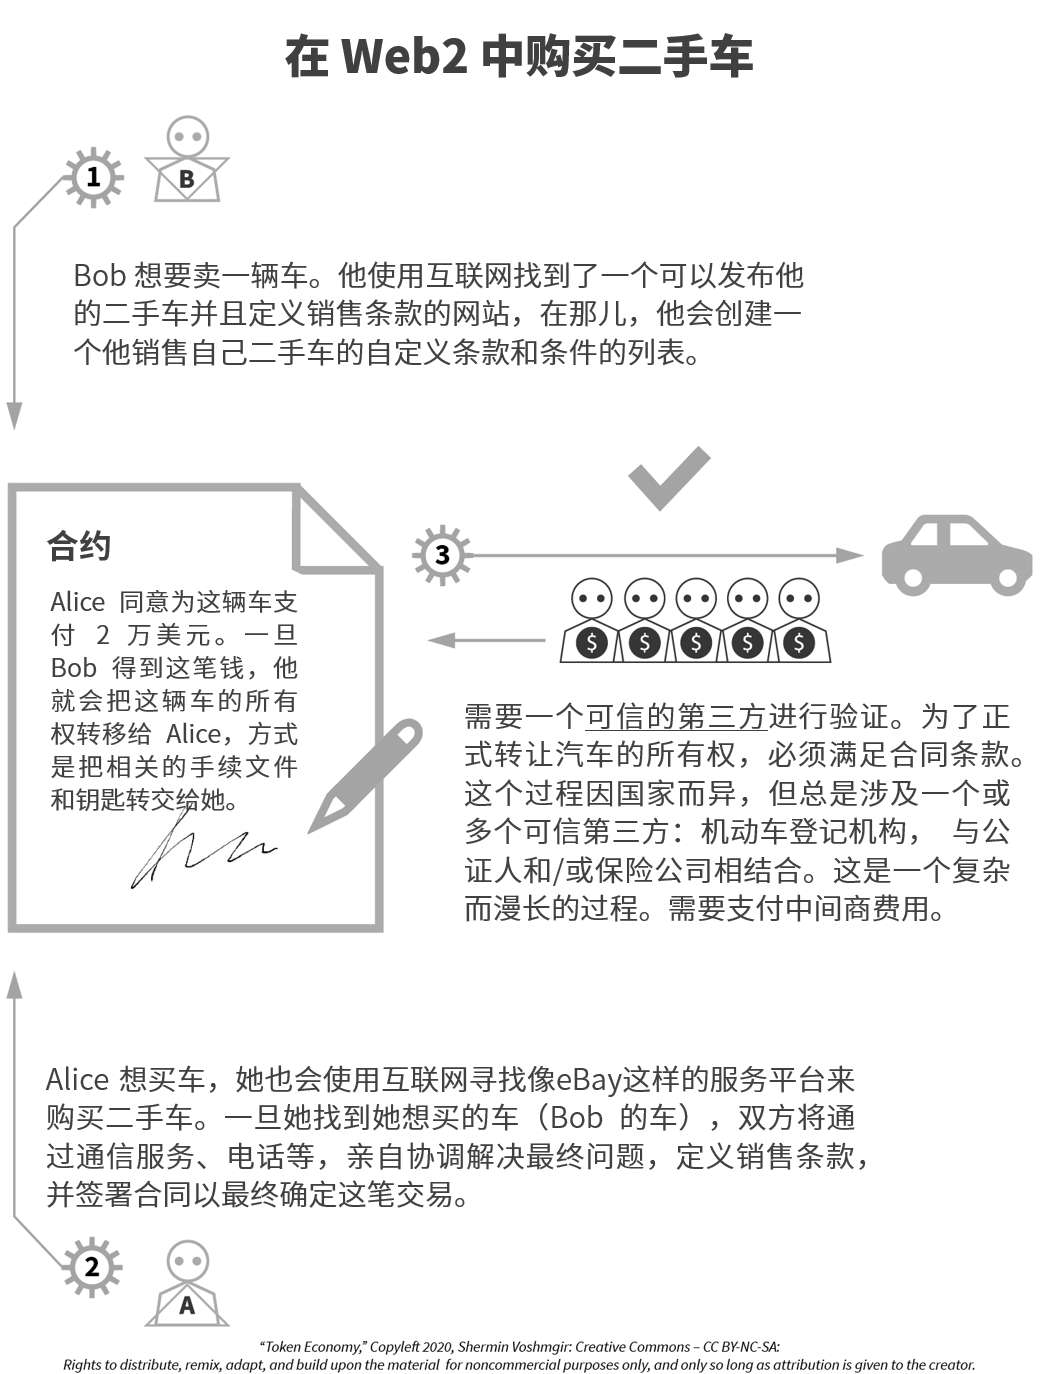 在 Web2 中购买二手车
1
B
Bob 想要卖一辆车。他使用互联网找到了一个可以发布他
的二手车并且定义销售条款的网站，在那儿，他会创建一
个他销售自己二手车的自定义条款和条件的列表。
合约
Alice 同意为这辆车支
付 2 万美元。一旦
Bob 得到这笔钱，他
就会把这辆车的所有
权转移给 Alice，方式
是把相关的手续文件
和钥匙转交给她。
3
$ $ $ $ $
需要一个可信的第三方进行验证。为了正
式转让汽车的所有权，必须满足合同条款。
这个过程因国家而异，但总是涉及一个或
多个可信第三方：机动车登记机构， 与公
证人和/或保险公司相结合。这是一个复杂
而漫长的过程。需要支付中间商费用。
Alice 想买车，她也会使用互联网寻找像eBay这样的服务平台来
购买二手车。一旦她找到她想买的车（Bob 的车），双方将通
过通信服务、电话等，亲自协调解决最终问题，定义销售条款，
并签署合同以最终确定这笔交易。
2
A
“Token Economy,” Copyleft 2020, Shermin Voshmgir: Creative Commons – CC BY-NC-SA:
Rights to distribute, remix, adapt, and build upon the material for noncommercial purposes only, and only so long as attribution is given to the creator.